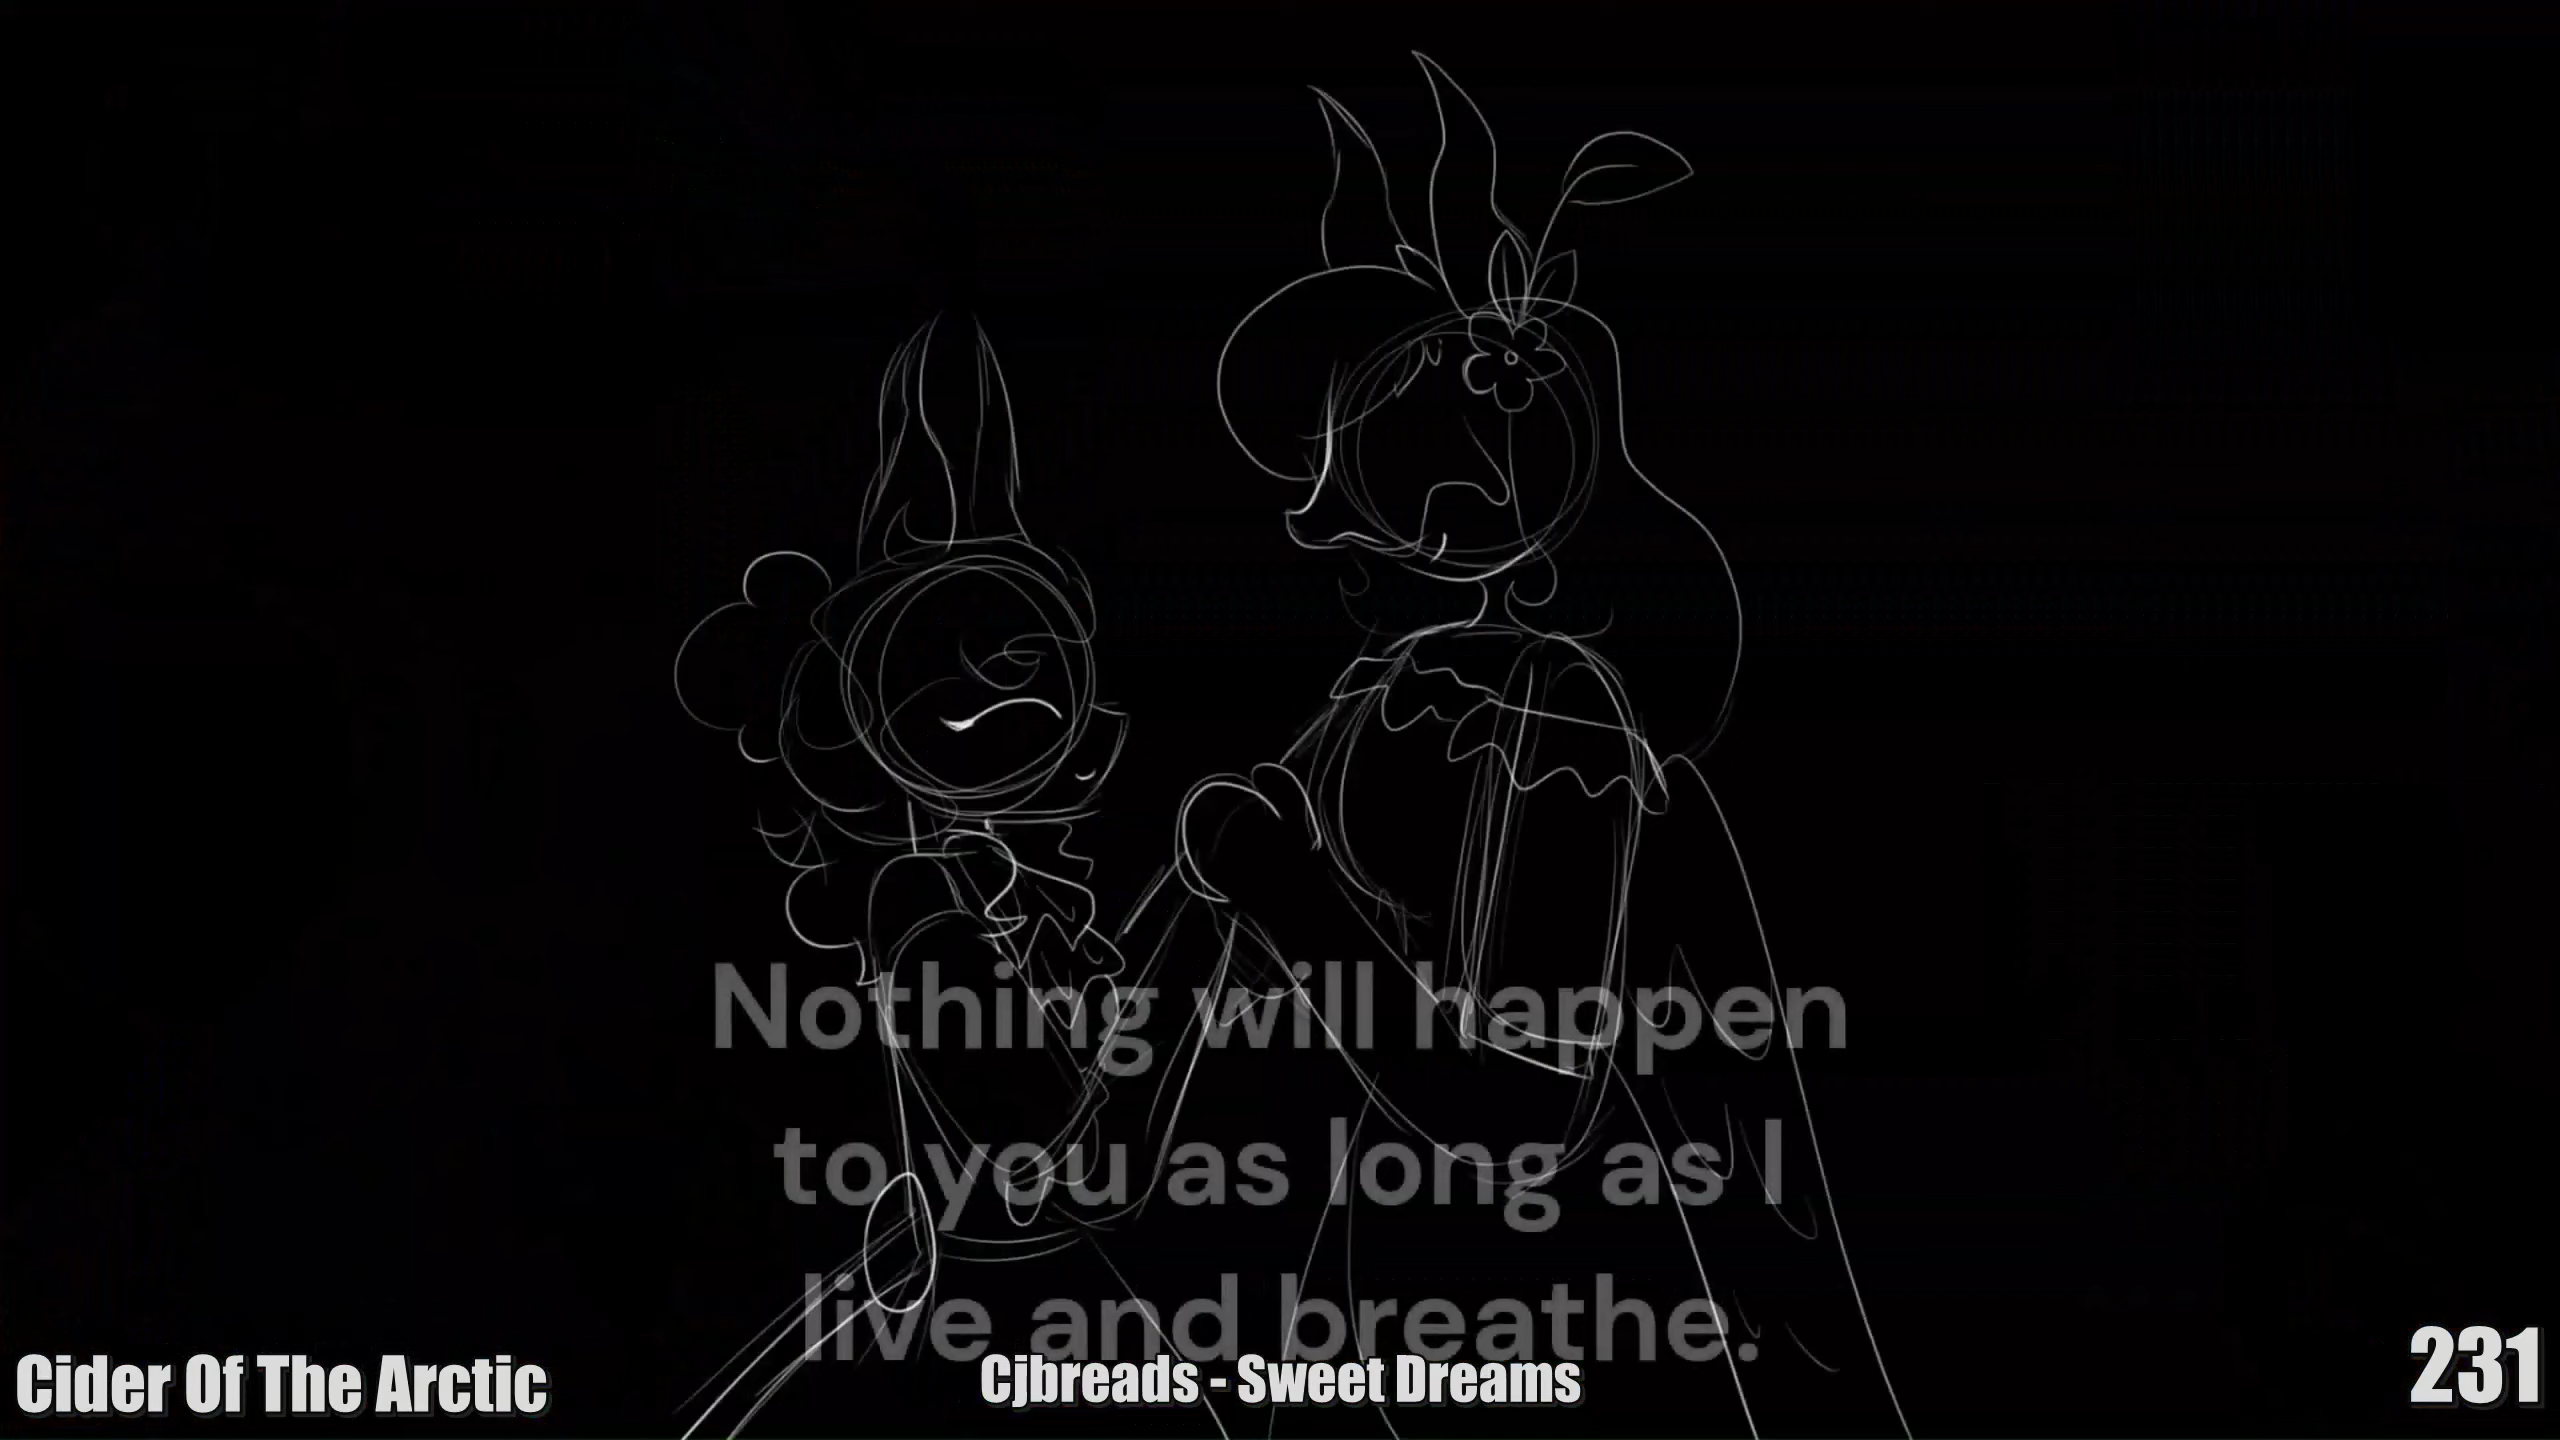 Nothing will happen
to you as long as I
live and breathe.
Cider Of The Arctic
Cjbreads - Sweet Dreams
231